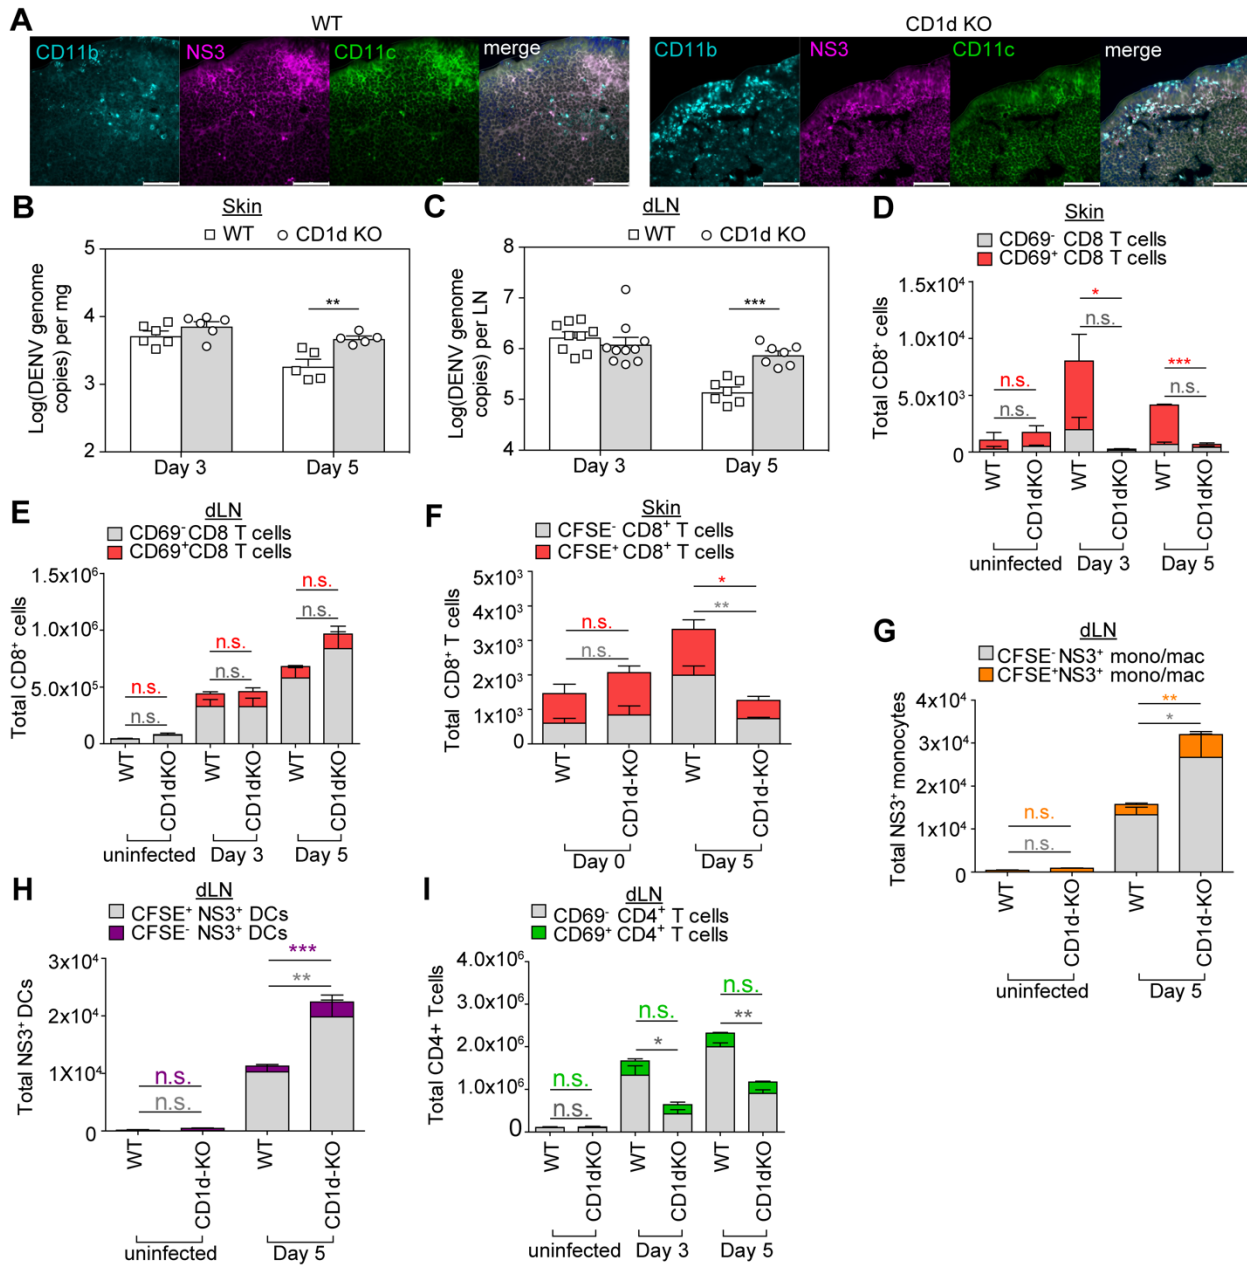 A
WT
CD1d KO
CD11b
NS3
CD11c
merge
CD11b
NS3
CD11c
merge
B
Skin
WT
CD1d KO
Log(DENV genome
copies) per mg
5
4
3
2
**
Day 3
Day 5
C
dLN
WT
CD1d KO
Log(DENV genome
copies) per LN
8
7
6
5
4
***
Day 3
Day 5
D
Skin
CD69⁻ CD8 T cells
CD69⁺ CD8 T cells
Total CD8⁺ cells
1.5x10⁴
1.0x10⁴
5.0x10³
0
n.s.
n.s.
*
n.s.
***
n.s.
WT
CD1dKO
WT
CD1dKO
WT
CD1dKO
uninfected
Day 3
Day 5
E
dLN
CD69⁻CD8 T cells
CD69⁺CD8 T cells
Total CD8⁺ cells
1.5x10⁶
1.0x10⁶
5.0x10⁵
0
n.s.
n.s.
n.s.
n.s.
n.s.
n.s.
WT
CD1dKO
WT
CD1dKO
WT
CD1dKO
uninfected
Day 3
Day 5
F
Skin
CFSE⁻ CD8⁺ T cells
CFSE⁺ CD8⁺ T cells
Total CD8⁺ T cells
5x10³
3x10³
2x10³
1x10³
0
n.s.
n.s.
*
**
WT
CD1d-KO
WT
CD1d-KO
Day 0
Day 5
G
dLN
CFSE⁻NS3⁺ mono/mac
CFSE⁺NS3⁺ mono/mac
Total NS3⁺ monocytes
4x10⁴
3x10⁴
1x10⁴
0
n.s.
n.s.
**
*
WT
CD1d-KO
WT
CD1d-KO
uninfected
Day 5
H
dLN
CFSE⁺ NS3⁺ DCs
CFSE⁻ NS3⁺ DCs
Total NS3⁺ DCs
3x10⁴
2x10⁴
1X10⁴
0
n.s.
n.s.
***
**
WT
CD1d-KO
WT
CD1d-KO
uninfected
Day 5
I
dLN
CD69⁻ CD4⁺ T cells
CD69⁺ CD4⁺ T cells
Total CD4+ Tcells
4.0x10⁶
2.0x10⁶
1.0x10⁶
0
n.s.
n.s.
n.s.
*
n.s.
**
WT
CD1dKO
WT
CD1dKO
WT
CD1dKO
uninfected
Day 3
Day 5